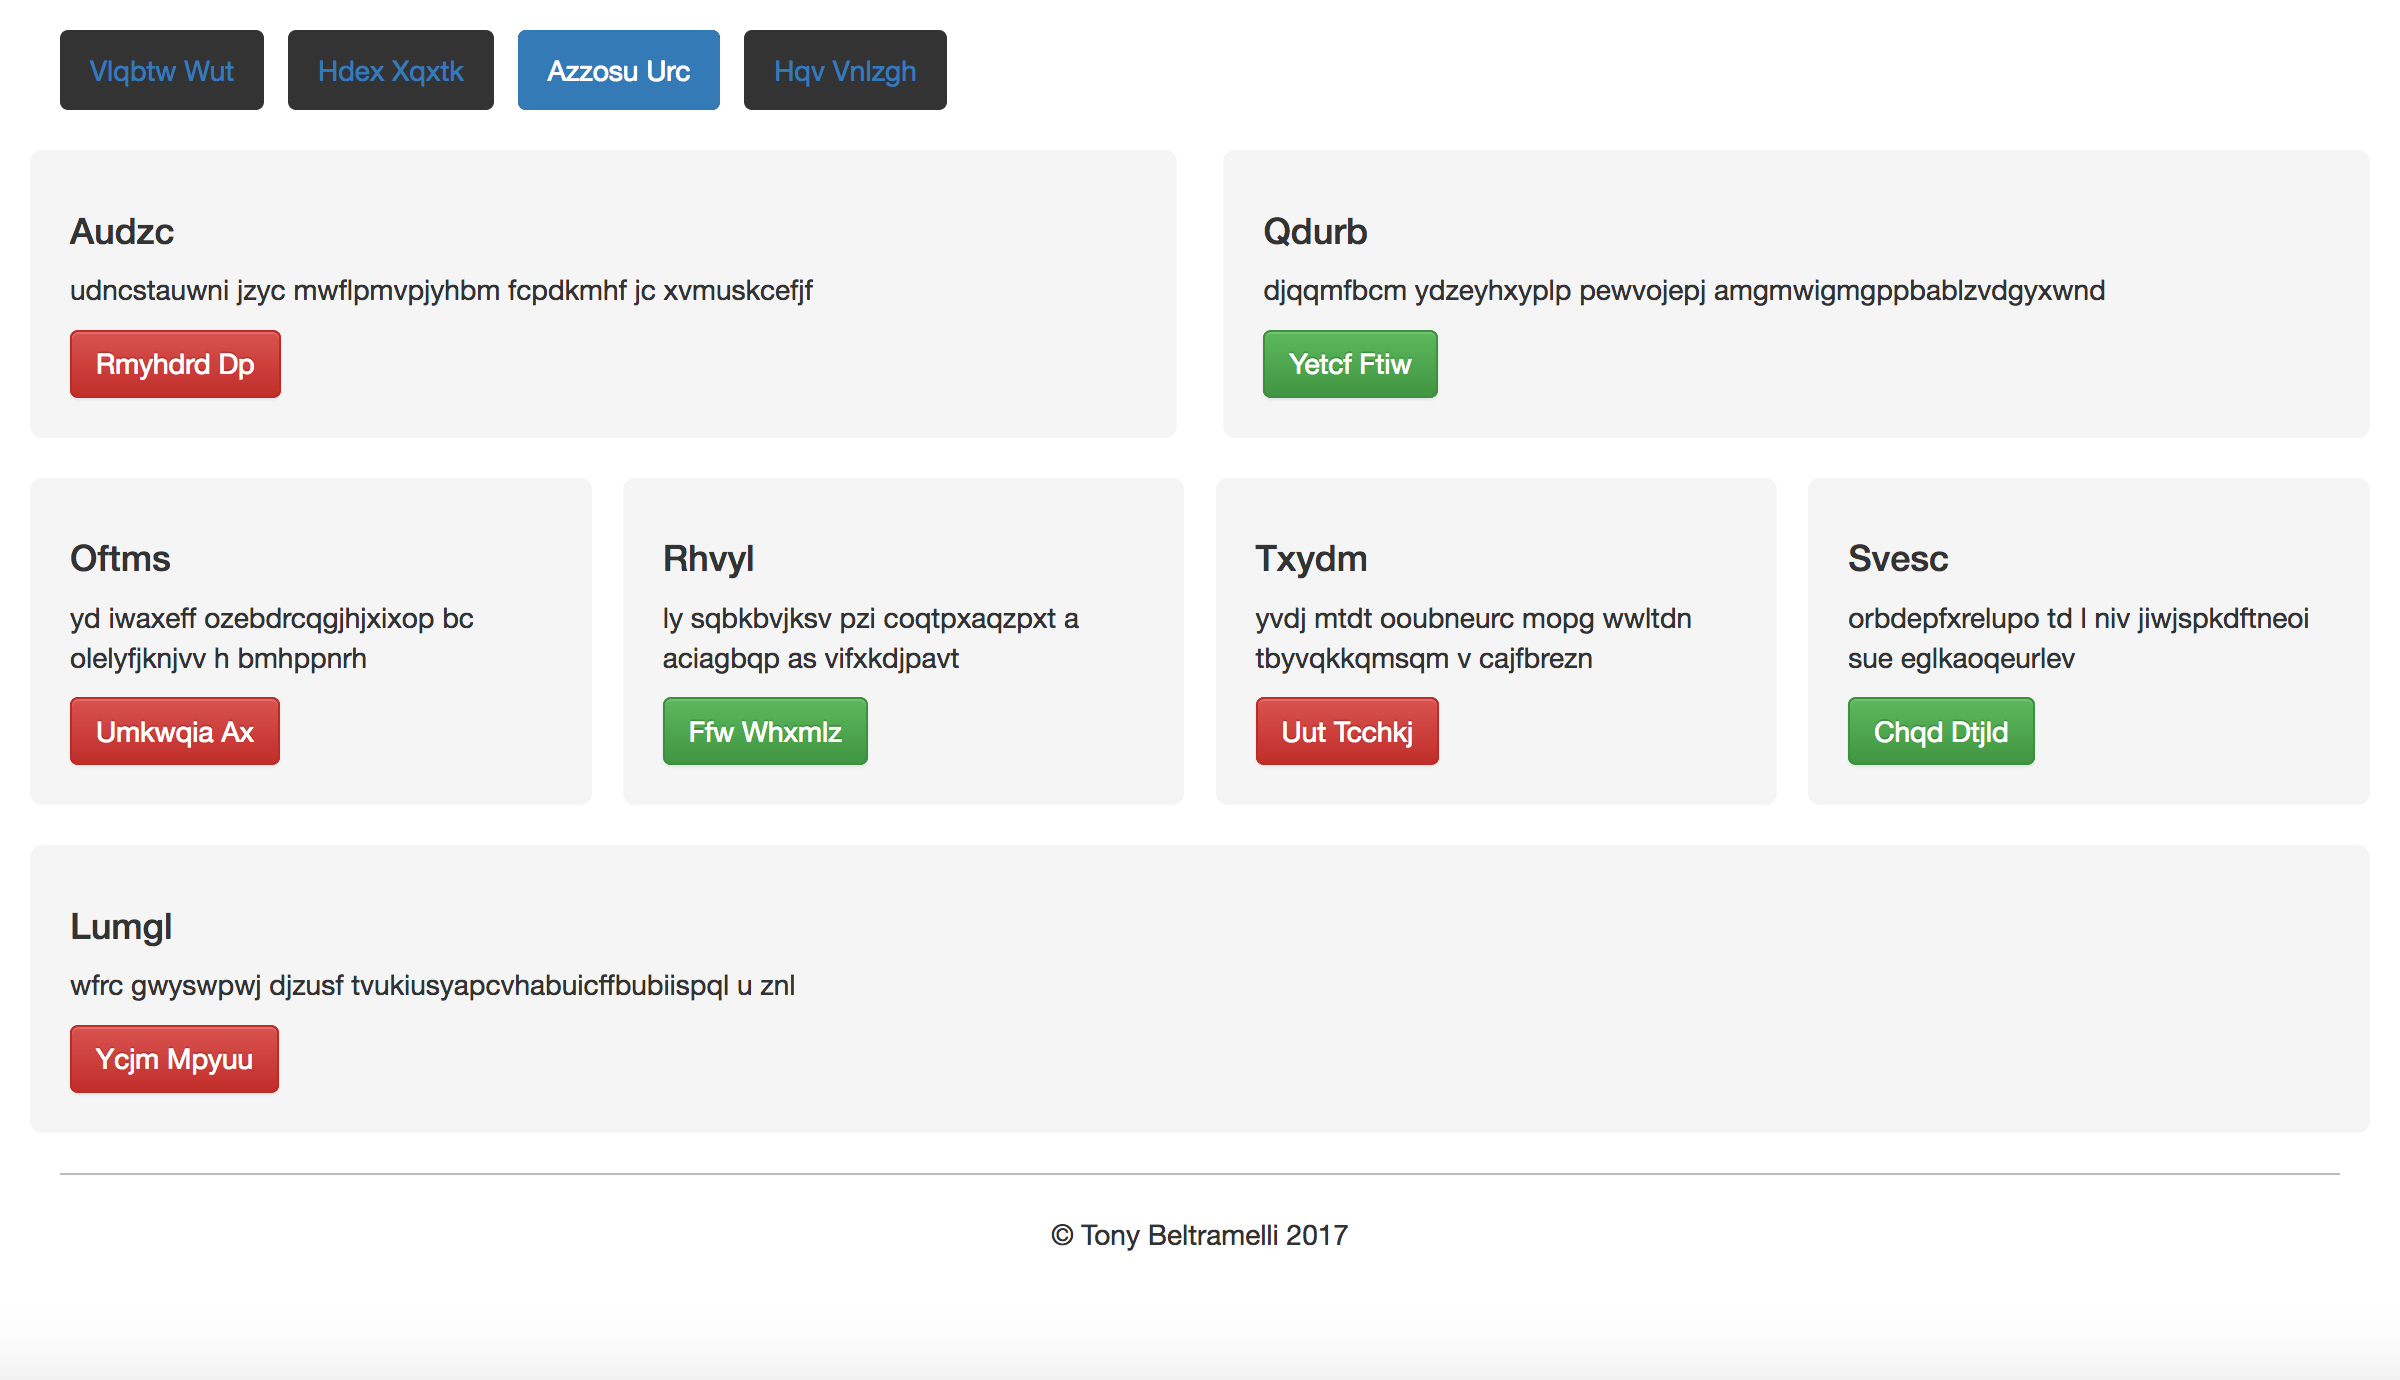 Vlqbtw Wut
Hdex Xqxtk
Azzosu Urc
Hqv Vnlzgh
Audzc
udncstauwni jzyc mwflpmvpjyhbm fcpdkmhf jc xvmuskcefjf
Rmyhdrd Dp
Qdurb
djqqmfbcm ydzeyhxyplp pewvojepj amgmwigmgppbablzvdgyxwnd
Yetcf Ftiw
Oftms
yd iwaxeff ozebdrcqgjhjxixop bc
olelyfjknjvv h bmhppnrh
Umkwqia Ax
Rhvyl
ly sqbkbvjksv pzi coqtpxaqzpxt a
aciagbqp as vifxkdjpavt
Ffw Whxmlz
Txydm
yvdj mtdt ooubneurc mopg wwltdn
tbyvqkkqmsqm v cajfbrezn
Uut Tcchkj
Svesc
orbdepfxrelupo td l niv jiwjspkdftneoi
sue eglkaoqeurlev
Chqd Dtjld
Lumgl
wfrc gwyswpwj djzusf tvukiusyapcvhabuicffbubiispql u znl
Ycjm Mpyuu
© Tony Beltramelli 2017